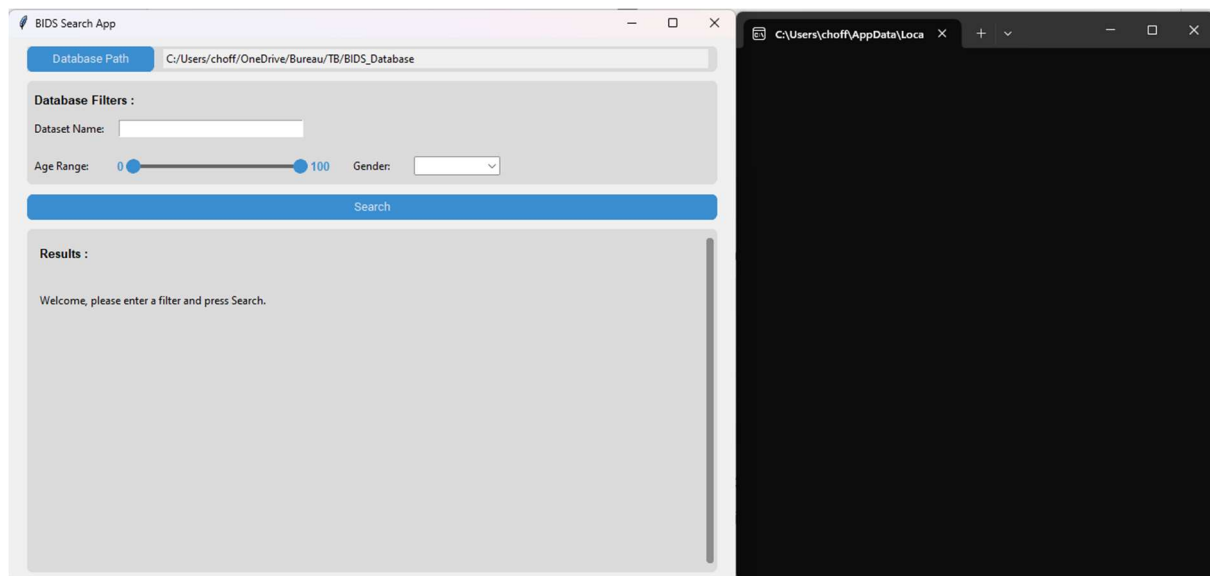 BIDS Search App
Database Path C:/Users/choff/OneDrive/Bureau/TB/BIDS_Database
Database Filters :
Dataset Name:
Age Range: 0 100 Gender:
Search
Results :
Welcome, please enter a filter and press Search.
C:\Users\choff\AppData\Loca